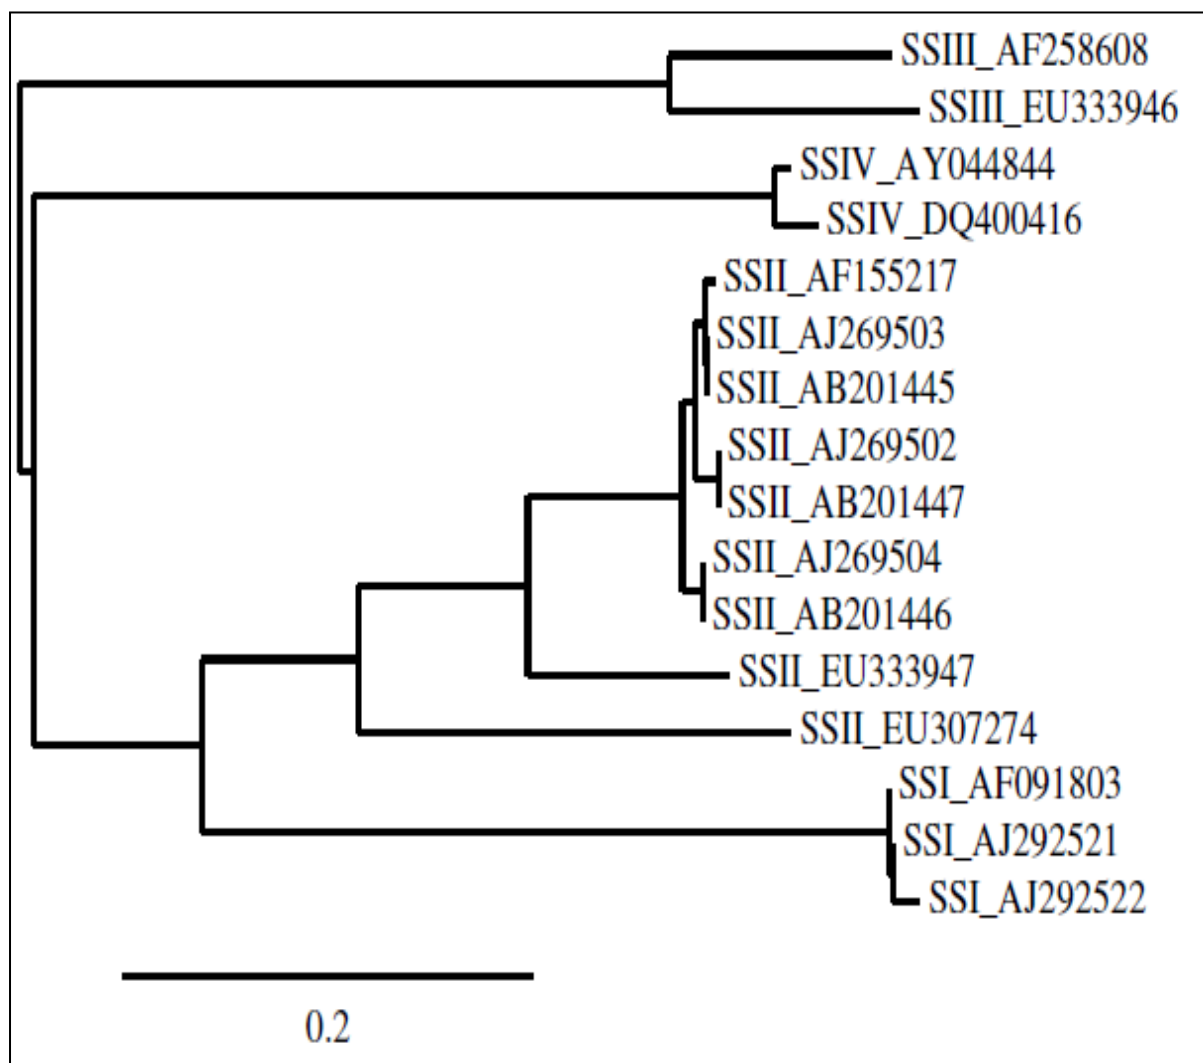 SSIII_AF258608
SSIII_EU333946
SSIV_AY044844
SSIV_DQ400416
SSII_AF155217
SSII_AJ269503
SSII_AB201445
SSII_AJ269502
SSII_AB201447
SSII_AJ269504
SSII_AB201446
SSII_EU333947
SSII_EU307274
SSI_AF091803
SSI_AJ292521
SSI_AJ292522
0.2